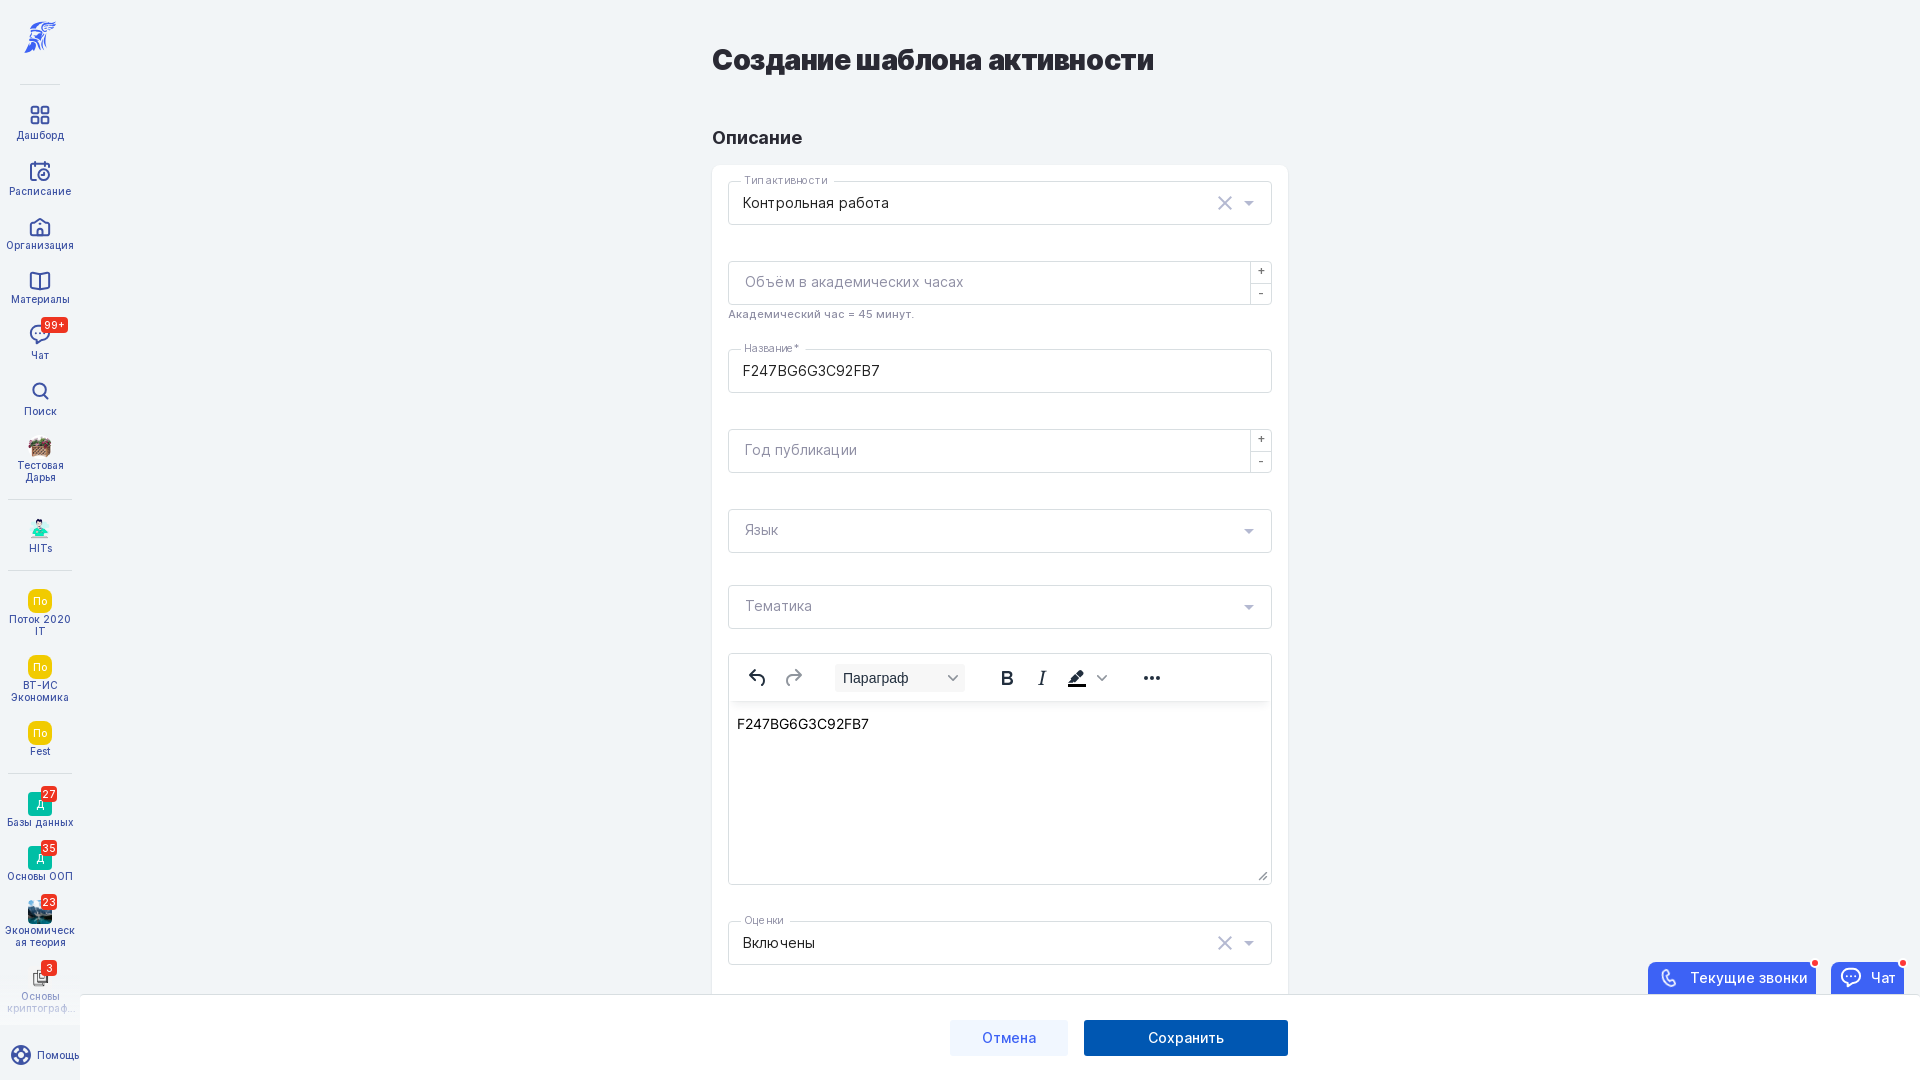 Создание шаблона активности
Описание
Тип активности
Контрольная работа
Объём в академических часах
+
-
Академический час = 45 минут.
Название *
F247BG6G3C92FB7
Год публикации
+
-
Язык
Тематика
Параграф
B I
F247BG6G3C92FB7
Оценки
Включены
Отмена
Сохранить
Дашборд
Расписание
Организация
Материалы
99+
Чат
Поиск
Тестовая
Дарья
HITs
По
Поток 2020
IT
По
ВТ-ИС
Экономика
По
Fest
27
Д
Базы данных
35
Д
Основы ООП
23
Экономическ
ая теория
3
Основы
криптограф...
Помощь
Текущие звонки
Чат